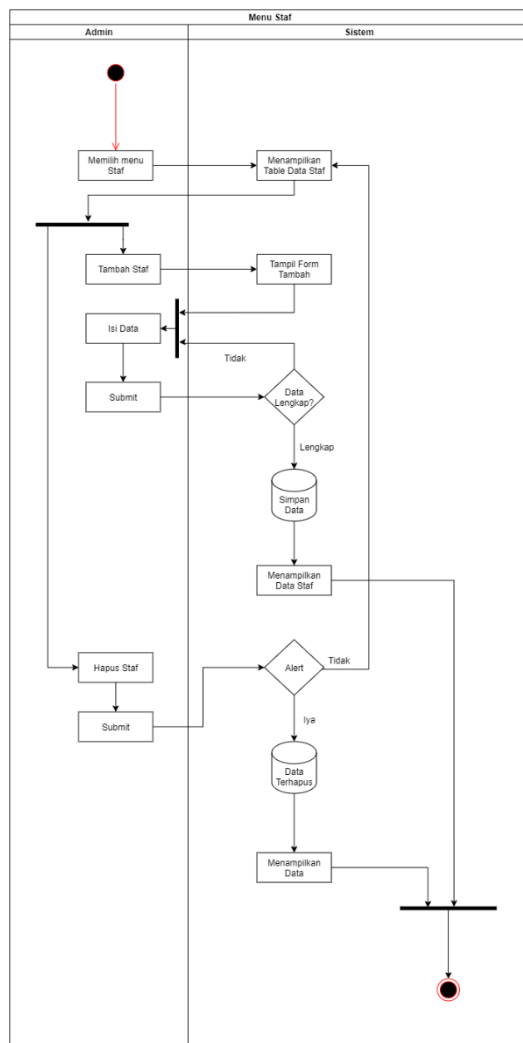 Menu Staf
Admin
Sistem
Memilih menu
Staf
Menampilkan
Table Data Staf
Tambah Staf
Tampil Form
Tambah
Isi Data
Tidak
Submit
Data
Lengkap?
Lengkap
Simpan
Data
Menampilkan
Data Staf
Hapus Staf
Alert
Tidak
Submit
Iya
Data
Terhapus
Menampilkan
Data